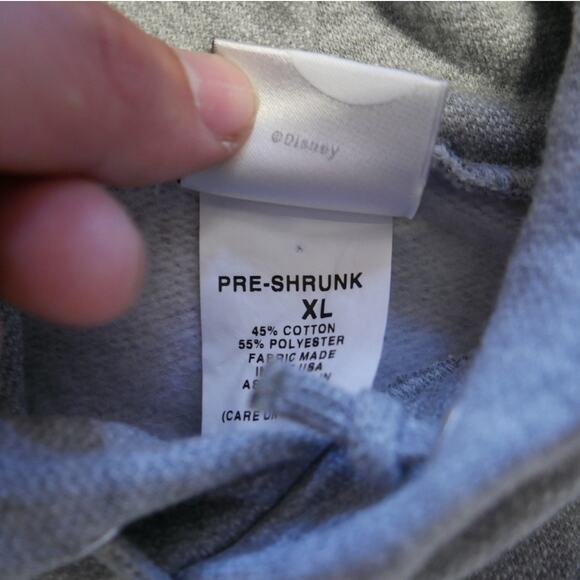 ©Disney
PRE-SHRUNK
XL
45% COTTON
55% POLYESTER
FABRIC MADE
USA
(CARE